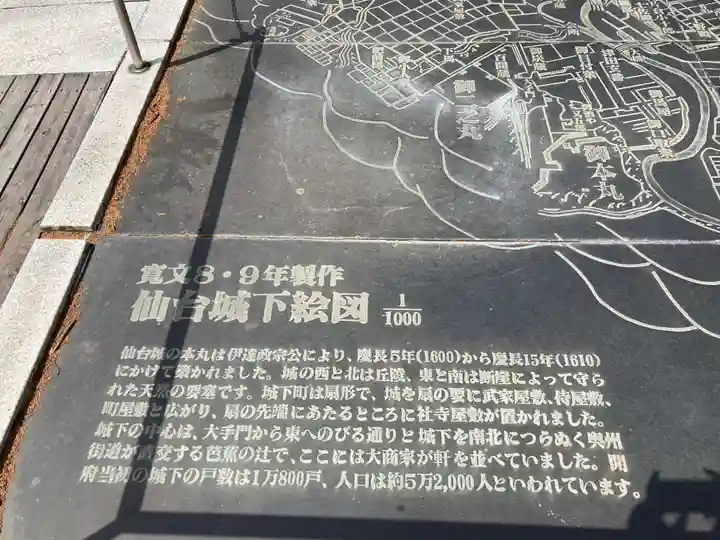 御二之丸
御本丸
寛文8・9年製作
仙台城下絵図 1/1000
仙台城の本丸は伊達政宗公により、慶長5年(1600)から慶長15年(1610)
にかけて築かれました。城の西と北は丘陵、東と南は断崖によって守ら
れた天然の要塞です。城下町は扇形で、城を扇の要に武家屋敷、侍屋敷、
町屋敷と広がり、扇の先端にあたるところに社寺屋敷が置かれました。
城下の中心は、大手門から東へのびる通りと城下を南北につらぬく奥州
街道が直交する芭蕉の辻で、ここには大商家が軒を並べていました。開
府当初の城下の戸数は1万800戸、人口は約5万2,000人といわれています。